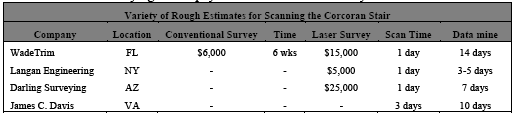 Variety of Rough Estimates for Scanning the Corcoran Stair
Company Location Conventional Survey Time Laser Survey Scan Time Data mine
WadeTrim FL $6,000 6 wks $15,000 1 day 14 days
Langan Engineering NY - - $5,000 1 day 3-5 days
Darling Surveying AZ - - $25,000 1 day 7 days
James C. Davis VA - - - 3 days 10 days